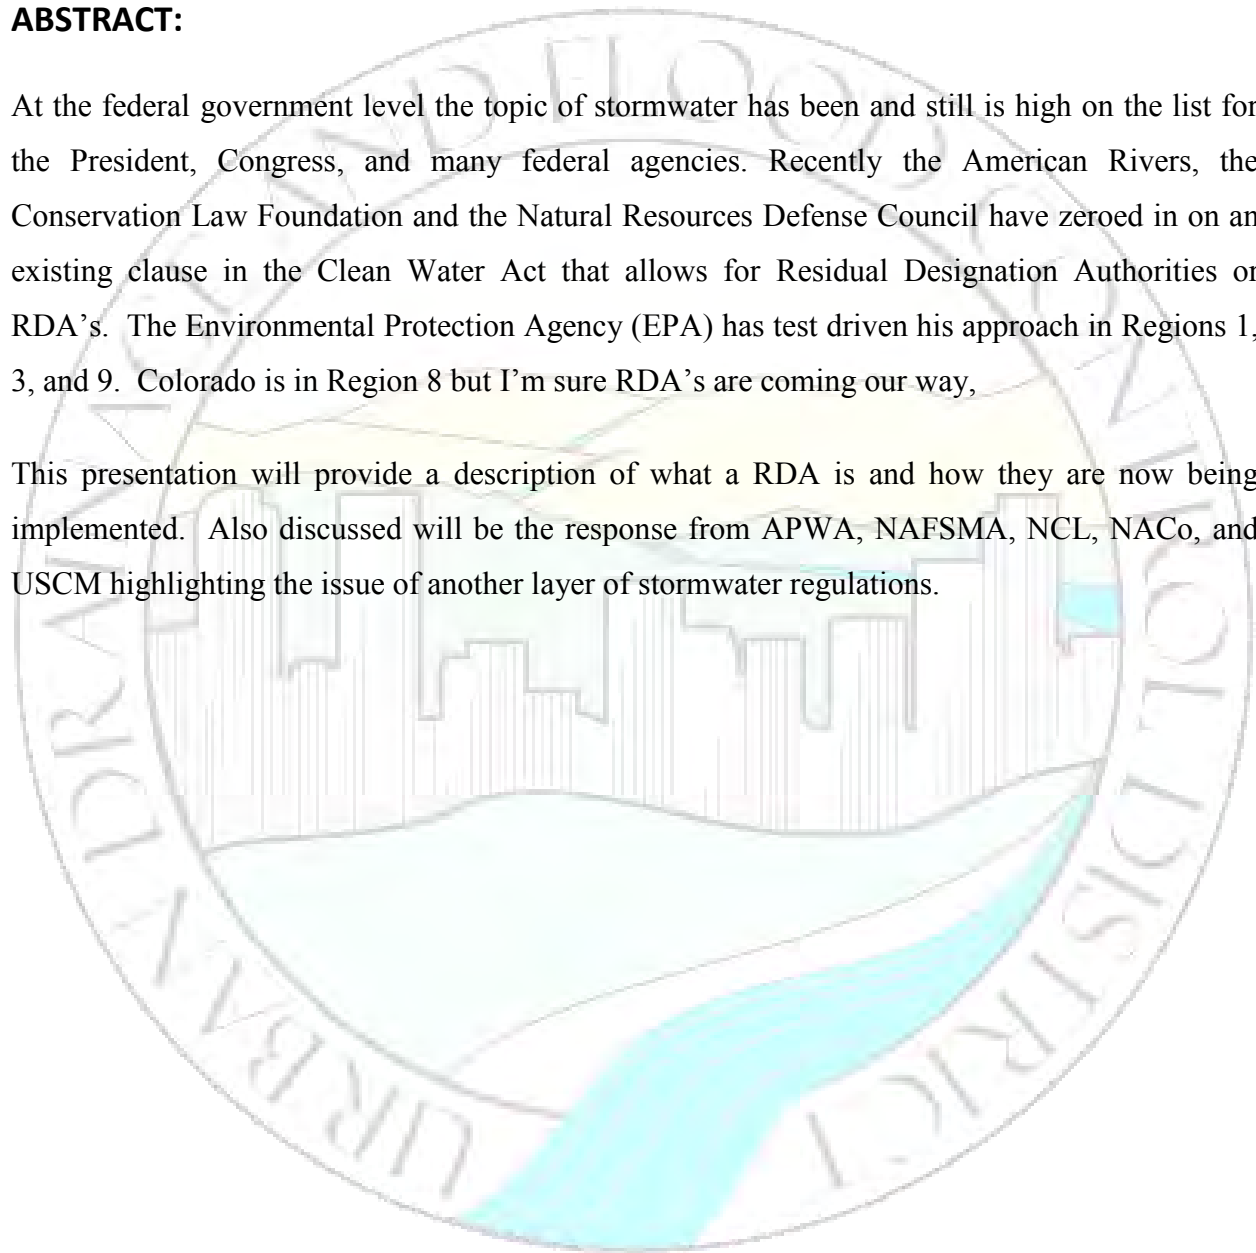 ABSTRACT:
At the federal government level the topic of stormwater has been and still is high on the list for
the President, Congress, and many federal agencies. Recently the American Rivers, the
Conservation Law Foundation and the Natural Resources Defense Council have zeroed in on an
existing clause in the Clean Water Act that allows for Residual Designation Authorities or
RDA’s. The Environmental Protection Agency (EPA) has test driven his approach in Regions 1,
3, and 9. Colorado is in Region 8 but I’m sure RDA’s are coming our way,
This presentation will provide a description of what a RDA is and how they are now being
implemented. Also discussed will be the response from APWA, NAFSMA, NCL, NACo, and
USCM highlighting the issue of another layer of stormwater regulations.
URBAN DRAINAGE AND FLOOD CONTROL DISTRICT